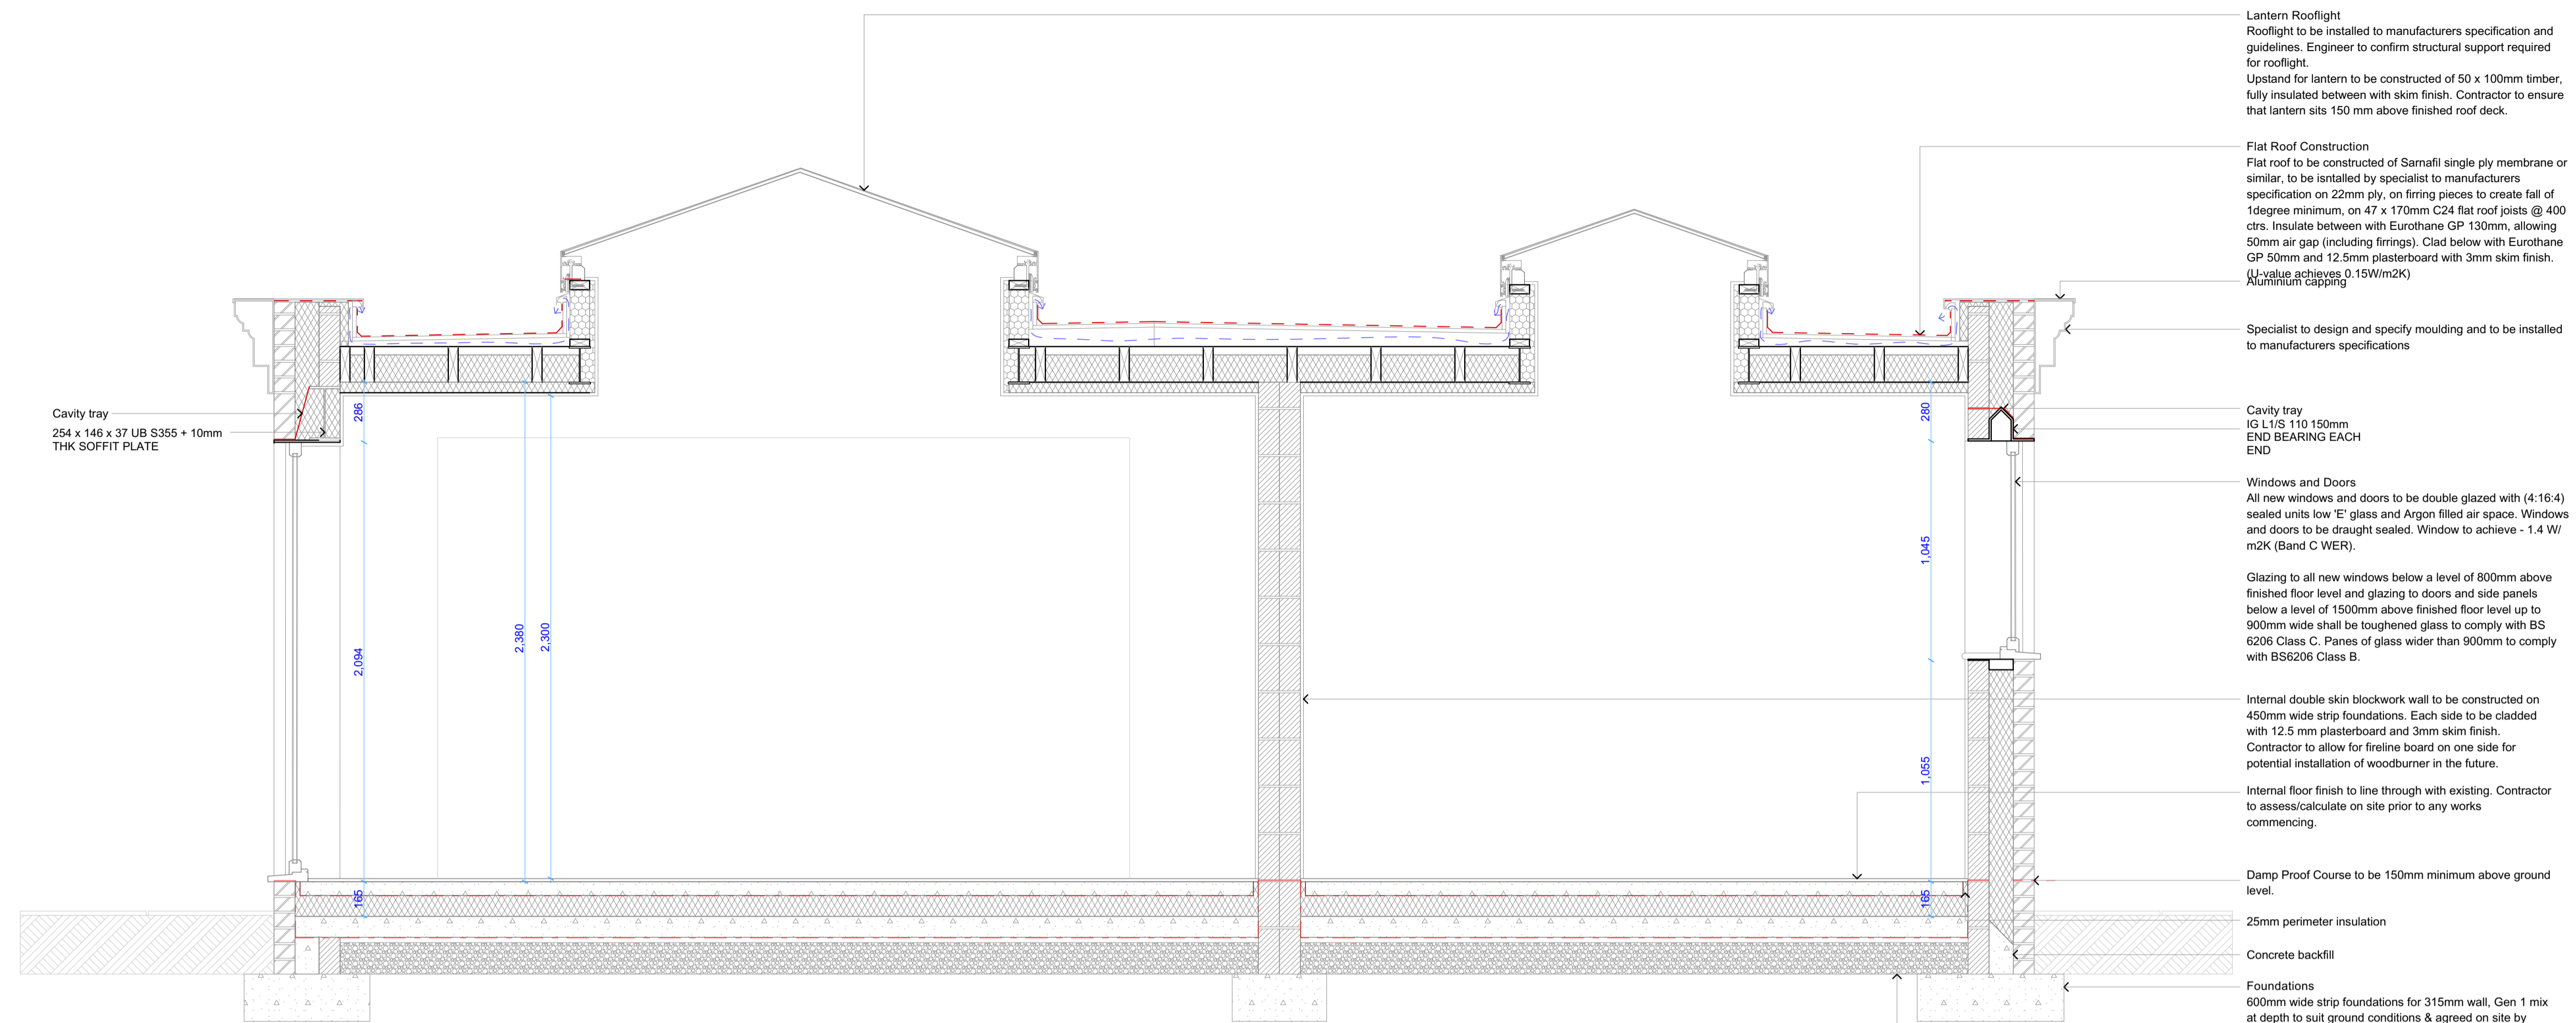 Lantern Rooflight
Rooflight to be installed to manufacturers specification and
guidelines. Engineer to confirm structural support required
for rooflight.
Upstand for lantern to be constructed of 50 x 100mm timber,
fully insulated between with skim finish. Contractor to ensure
that lantern sits 150 mm above finished roof deck.
Flat Roof Construction
Flat roof to be constructed of Sarnafil single ply membrane or
similar, to be isntalled by specialist to manufacturers
specification on 22mm ply, on firring pieces to create fall of
1degree minimum, on 47 x 170mm C24 flat roof joists @ 400
ctrs. Insulate between with Eurothane GP 130mm, allowing
50mm air gap (including firrings). Clad below with Eurothane
GP 50mm and 12.5mm plasterboard with 3mm skim finish.
(U-value achieves 0.15W/m2K)
Aluminium capping
Specialist to design and specify moulding and to be installed
to manufacturers specifications
Cavity tray
254 x 146 x 37 UB S355 + 10mm
THK SOFFIT PLATE
286
2,094
2,380
2,300
165
280
1,045
1,055
165
Cavity tray
IG L1/S 110 150mm
END BEARING EACH
END
Windows and Doors
All new windows and doors to be double glazed with (4:16:4)
sealed units low 'E' glass and Argon filled air space. Windows
and doors to be draught sealed. Window to achieve - 1.4 W/
m2K (Band C WER).
Glazing to all new windows below a level of 800mm above
finished floor level and glazing to doors and side panels
below a level of 1500mm above finished floor level up to
900mm wide shall be toughened glass to comply with BS
6206 Class C. Panes of glass wider than 900mm to comply
with BS6206 Class B.
Internal double skin blockwork wall to be constructed on
450mm wide strip foundations. Each side to be cladded
with 12.5 mm plasterboard and 3mm skim finish.
Contractor to allow for fireline board on one side for
potential installation of woodburner in the future.
Internal floor finish to line through with existing. Contractor
to assess/calculate on site prior to any works
commencing.
Damp Proof Course to be 150mm minimum above ground
level.
25mm perimeter insulation
Concrete backfill
Foundations
600mm wide strip foundations for 315mm wall, Gen 1 mix
at depth to suit ground conditions & agreed on site by